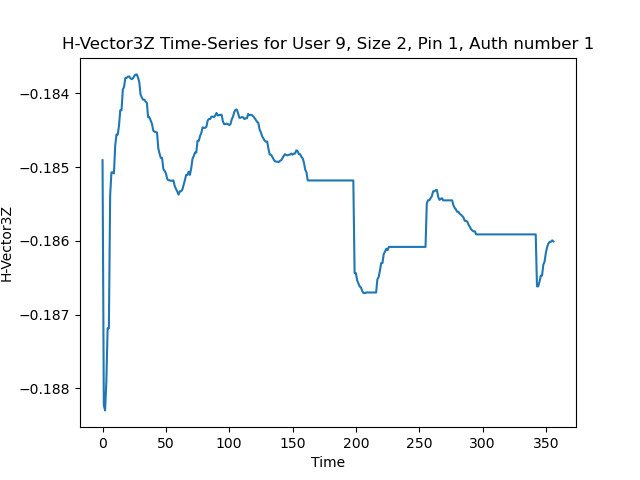 H-Vector3Z Time-Series for User 9, Size 2, Pin 1, Auth number 1
−0.184
−0.185
−0.186
−0.187
−0.188
H-Vector3Z
0 50 100 150 200 250 300 350
Time